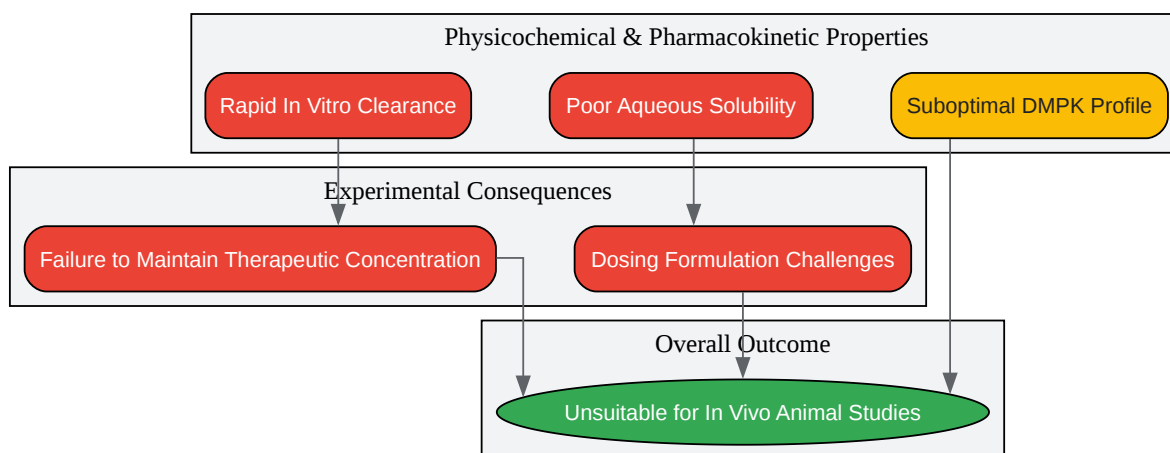 Physicochemical & Pharmacokinetic Properties
Rapid In Vitro Clearance
Poor Aqueous Solubility
Suboptimal DMPK Profile
Experimental Consequences
Failure to Maintain Therapeutic Concentration
Dosing Formulation Challenges
Overall Outcome
Unsuitable for In Vivo Animal Studies